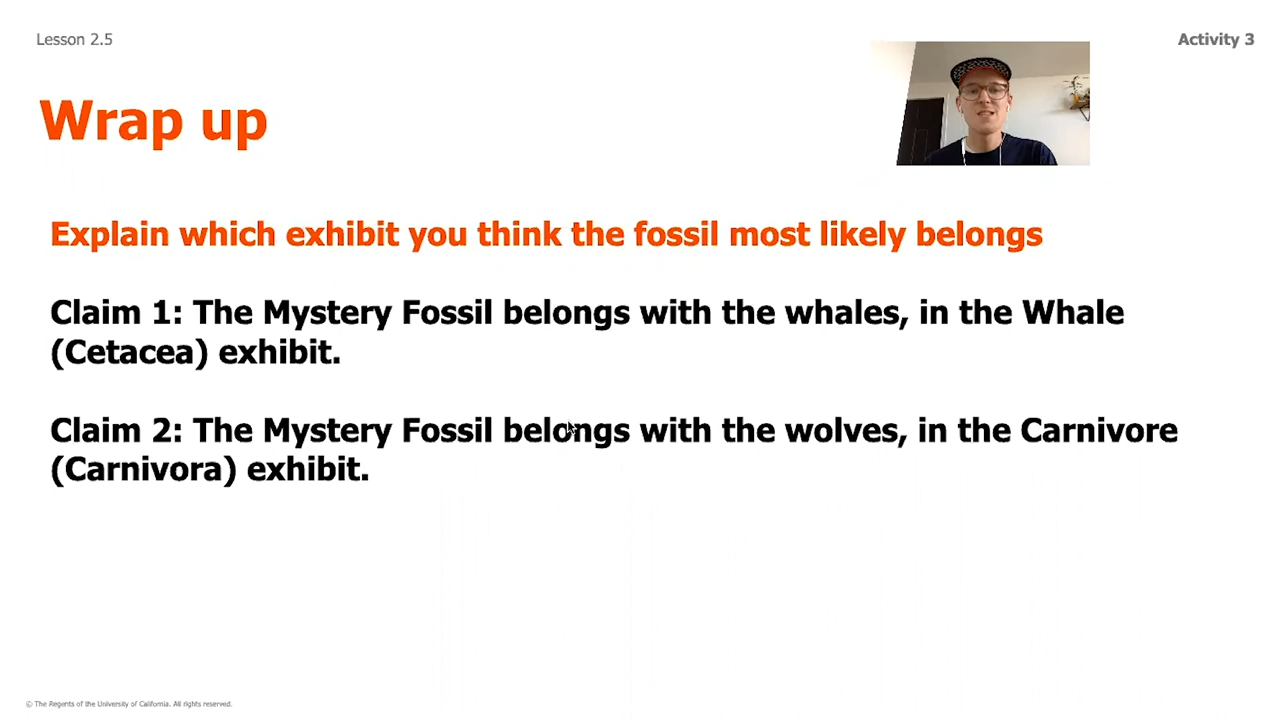 Lesson 2.5
Activity 3
Wrap up
Explain which exhibit you think the fossil most likely belongs
Claim 1: The Mystery Fossil belongs with the whales, in the Whale
(Cetacea) exhibit.
Claim 2: The Mystery Fossil belongs with the wolves, in the Carnivore
(Carnivora) exhibit.
© The Regents of the University of California. All rights reserved.